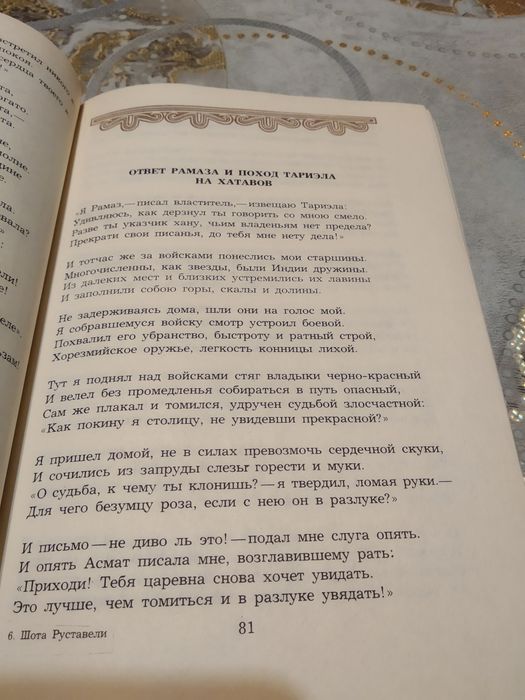 встретил никого
покои.
сердца твоего
ни.
ОТВЕТ РАМАЗА И ПОХОД ТАРИЭЛА
НА ХАТАВОВ
«Я Рамаз,—писал властитель,—извещаю Тариэла:
Удивляюсь, как дерзнул ты говорить со мною смело.
Разве ты указчик хану, чьим владеньям нет предела?
Прекрати свои писанья, до тебя мне нету дела!»
И тотчас же за войсками понеслись мои старшины.
Многочисленны, как звезды, были Индии дружины.
Из далеких мест и близких устремились их лавины
И заполнили собою горы, скалы и долины.
Не задерживаясь дома, шли они на голос мой.
Я собравшемуся войску смотр устроил боевой.
Похвалил его убранство, быстроту и ратный строй,
Хорезмийское оружье, легкость конницы лихой.
Тут я поднял над войсками стяг владыки черно-красный
И велел без промедленья собираться в путь опасный,
Сам же плакал и томился, удручен судьбой злосчастной:
«Как покину я столицу, не увидевши прекрасной?»
Я пришел домой, не в силах превозмочь сердечной скуки,
И сочились из запруды слезы горести и муки.
«О судьба, к чему ты клонишь?—я твердил, ломая руки.—
Для чего безумцу роза, если с нею он в разлуке?»
И письмо—не диво ль это!—подал мне слуга опять.
И опять Асмат писала мне, возглавившему рать:
«Приходи! Тебя царевна снова хочет увидать.
Это лучше, чем томиться и в разлуке увядать!»
6. Шота Руставели
81